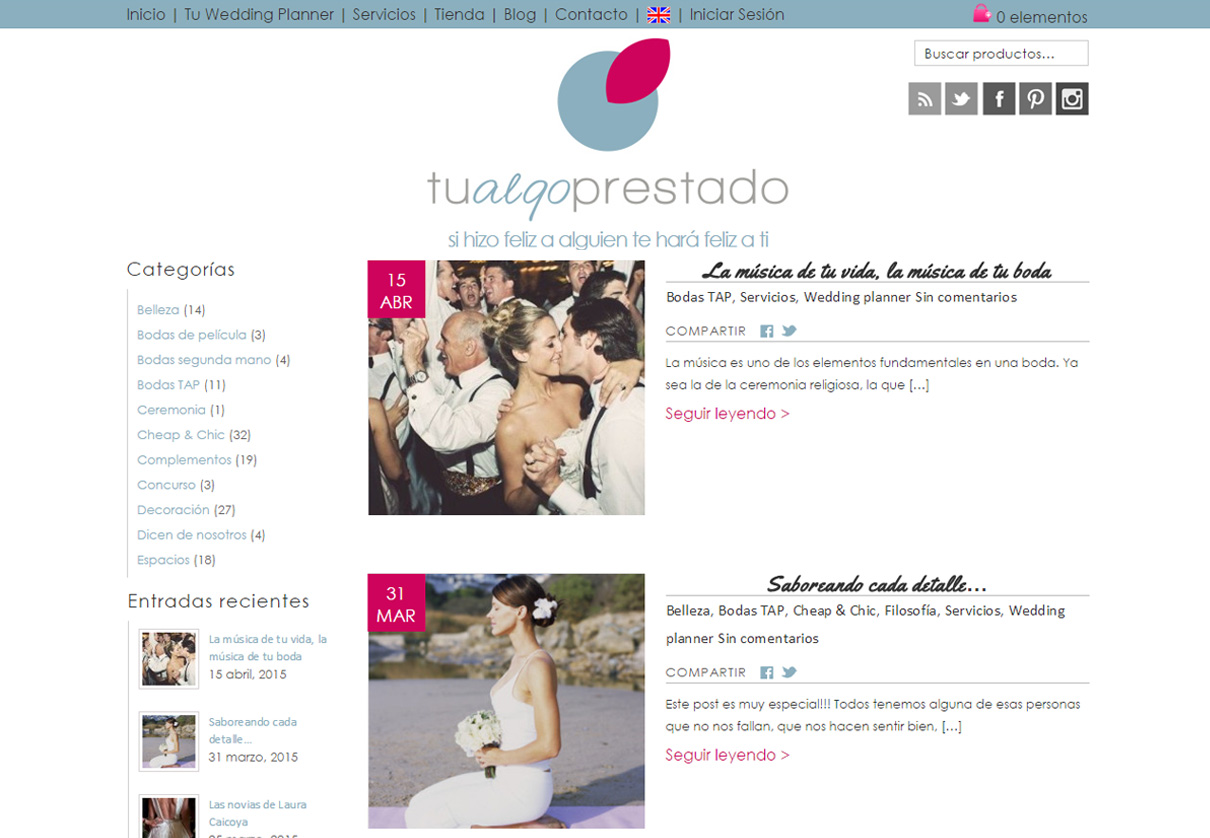 Inicio | Tu Wedding Planner | Servicios | Tienda | Blog | Contacto | | Iniciar Sesión
0 elementos
Buscar productos...
tualgoprestado
si hizo feliz a alguien te hará feliz a ti
Categorías
Belleza (14)
Bodas de película (3)
Bodas segunda mano (4)
Bodas TAP (11)
Ceremonia (1)
Cheap & Chic (32)
Complementos (19)
Concurso (3)
Decoración (27)
Dicen de nosotros (4)
Espacios (18)
Entradas recientes
La música de tu vida, la
música de tu boda
15 abril, 2015
Saboreando cada
detalle...
31 marzo, 2015
Las novias de Laura
Caicoya
15
ABR
La música de tu vida, la música de tu boda
Bodas TAP, Servicios, Wedding planner Sin comentarios
COMPARTIR
La música es uno de los elementos fundamentales en una boda. Ya
sea la de la ceremonia religiosa, la que [...]
Seguir leyendo >
31
MAR
Saboreando cada detalle...
Belleza, Bodas TAP, Cheap & Chic, Filosofía, Servicios, Wedding
planner Sin comentarios
COMPARTIR
Este post es muy especial!!! Todos tenemos alguna de esas personas
que no nos fallan, que nos hacen sentir bien, [...]
Seguir leyendo >